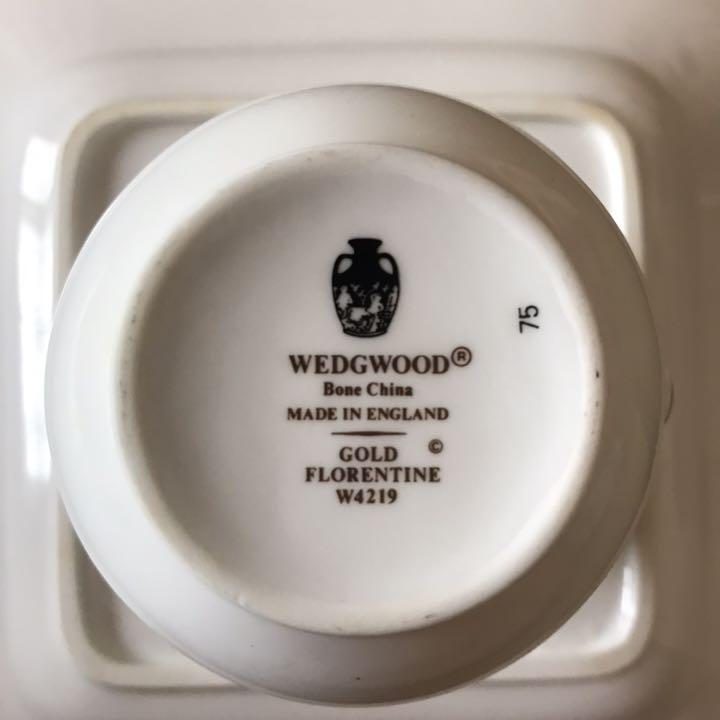 WEDGWOOD®
Bone China
MADE IN ENGLAND
GOLD ©
FLORENTINE
W4219
75